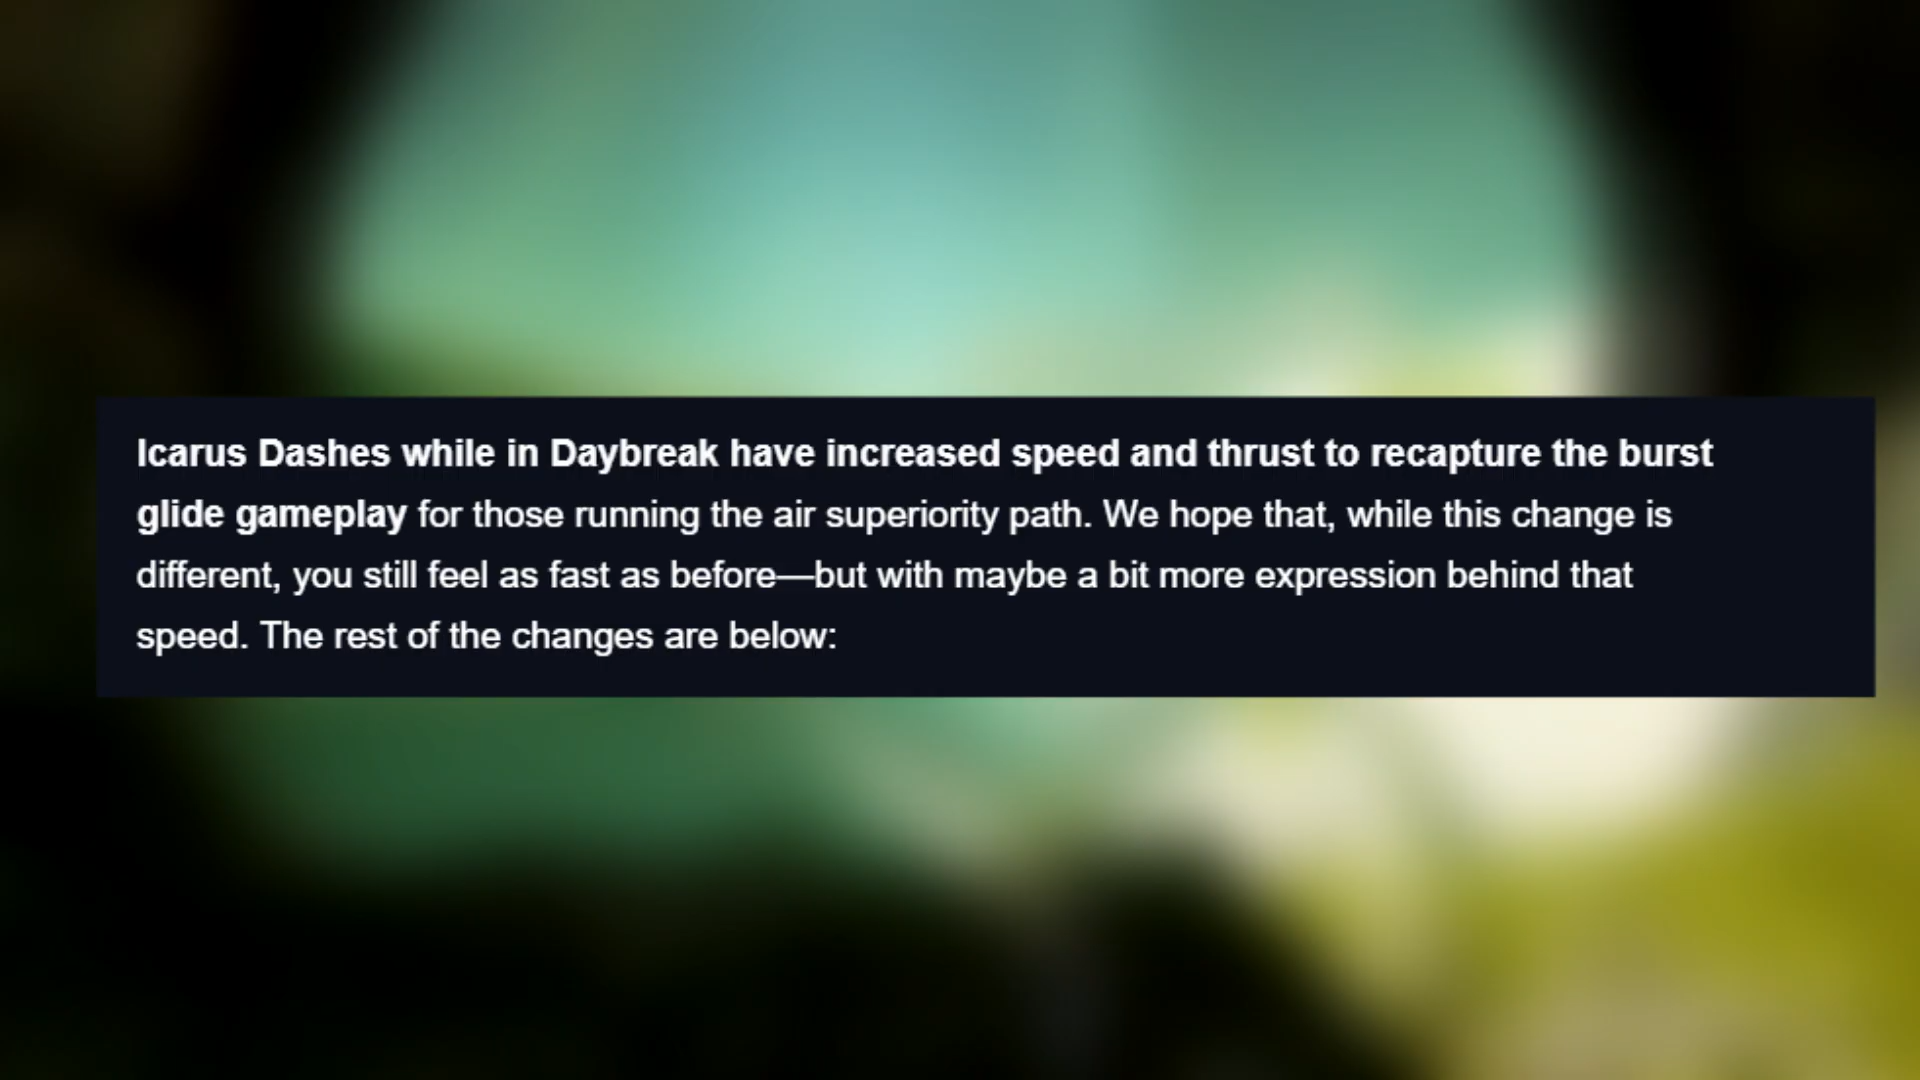 Icarus Dashes while in Daybreak have increased speed and thrust to recapture the burst
glide gameplay for those running the air superiority path. We hope that, while this change is
different, you still feel as fast as before—but with maybe a bit more expression behind that
speed. The rest of the changes are below: